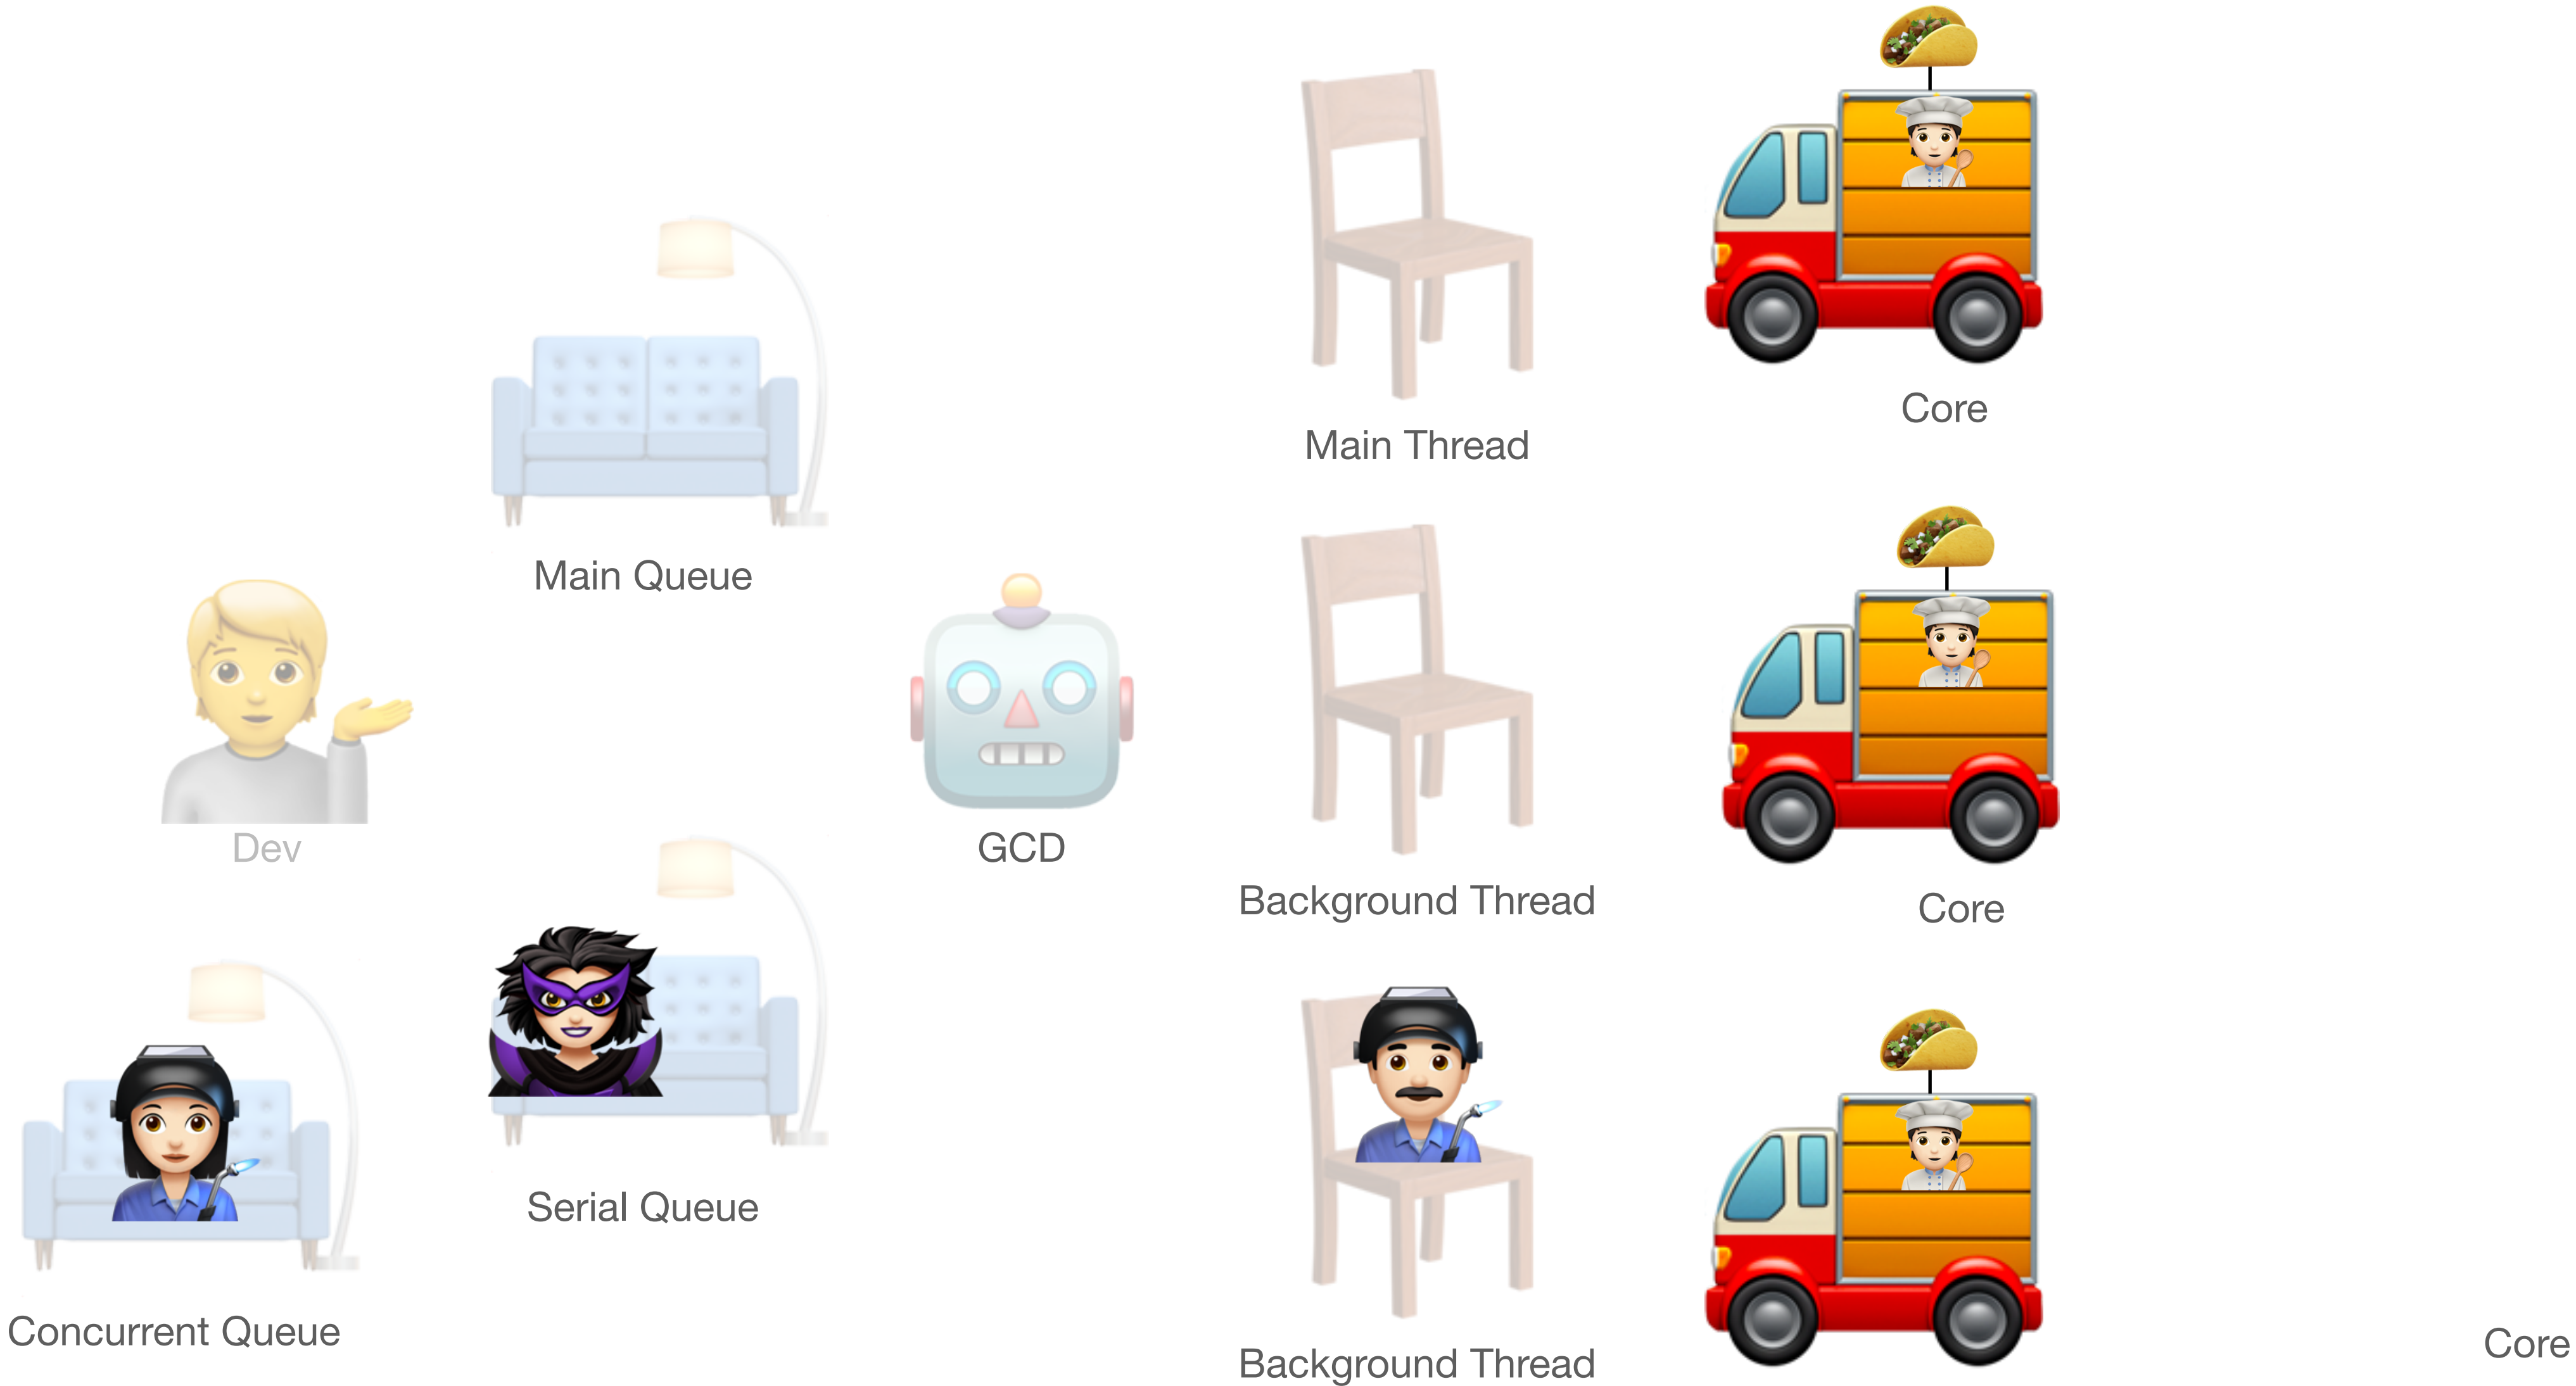 Core
Main Thread
Main Queue
Dev
GCD
Background Thread
Core
Serial Queue
Concurrent Queue
Background Thread
Core